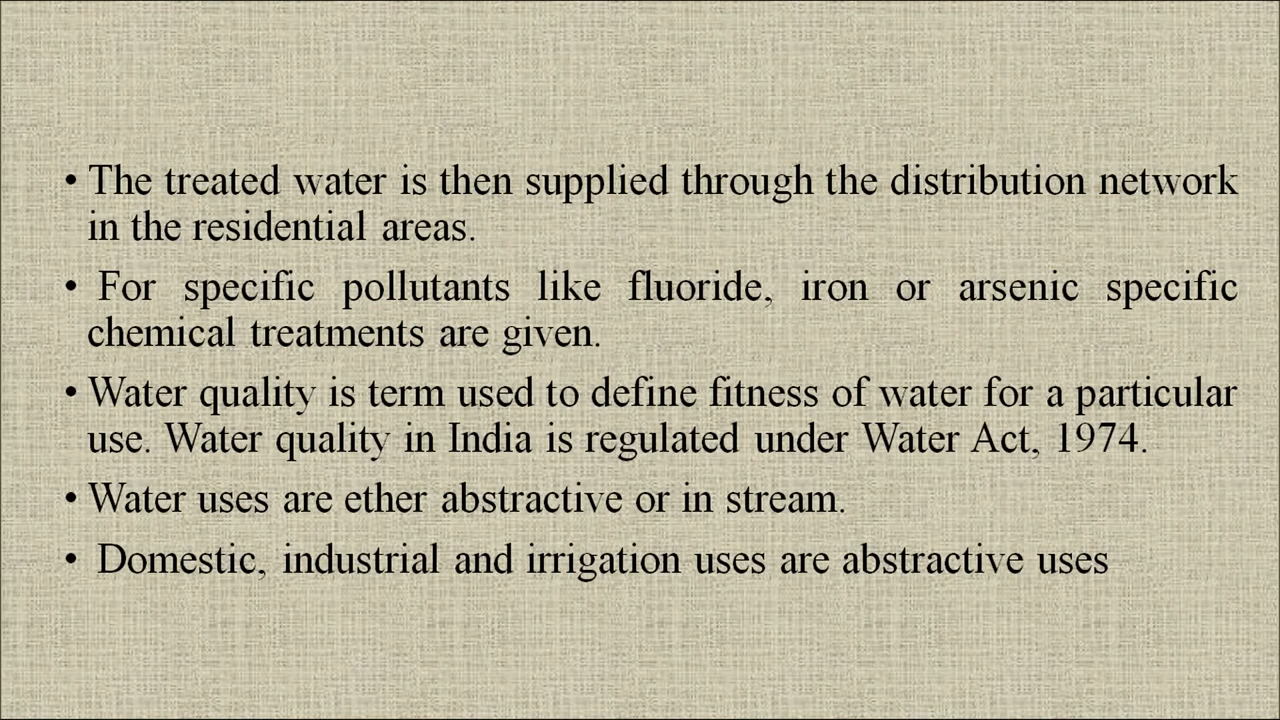 • The treated water is then supplied through the distribution network
in the residential areas.
• For specific pollutants like fluoride, iron or arsenic specific
chemical treatments are given.
• Water quality is term used to define fitness of water for a particular
use. Water quality in India is regulated under Water Act, 1974.
• Water uses are ether abstractive or in stream.
• Domestic, industrial and irrigation uses are abstractive uses